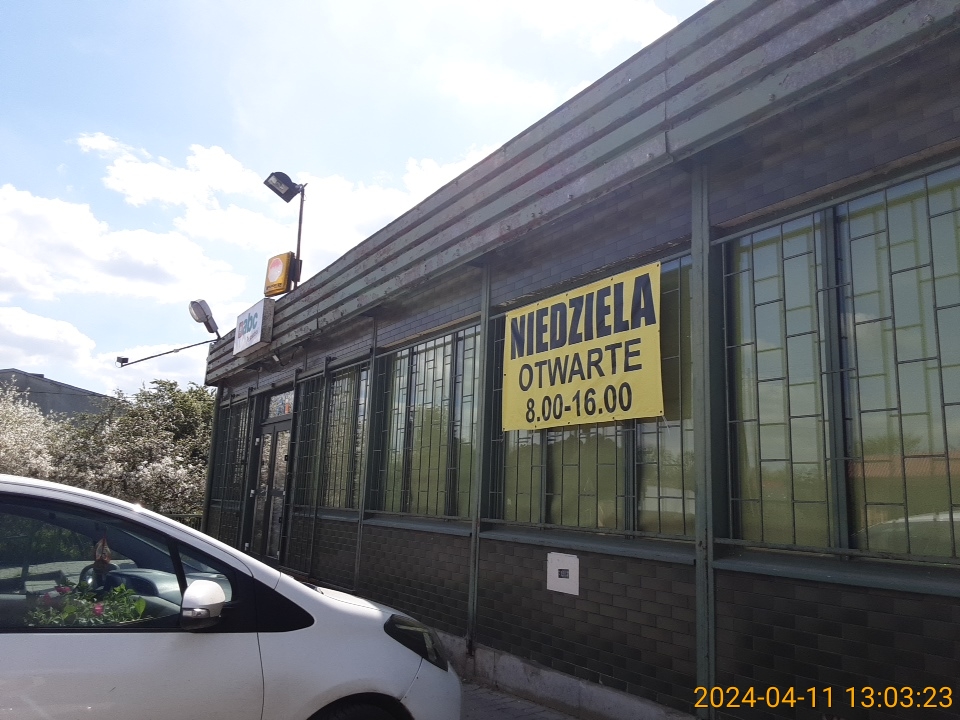 abc
NIEDZIELA
OTWARTE
8.00-16.00
2024-04-11 13:03:23